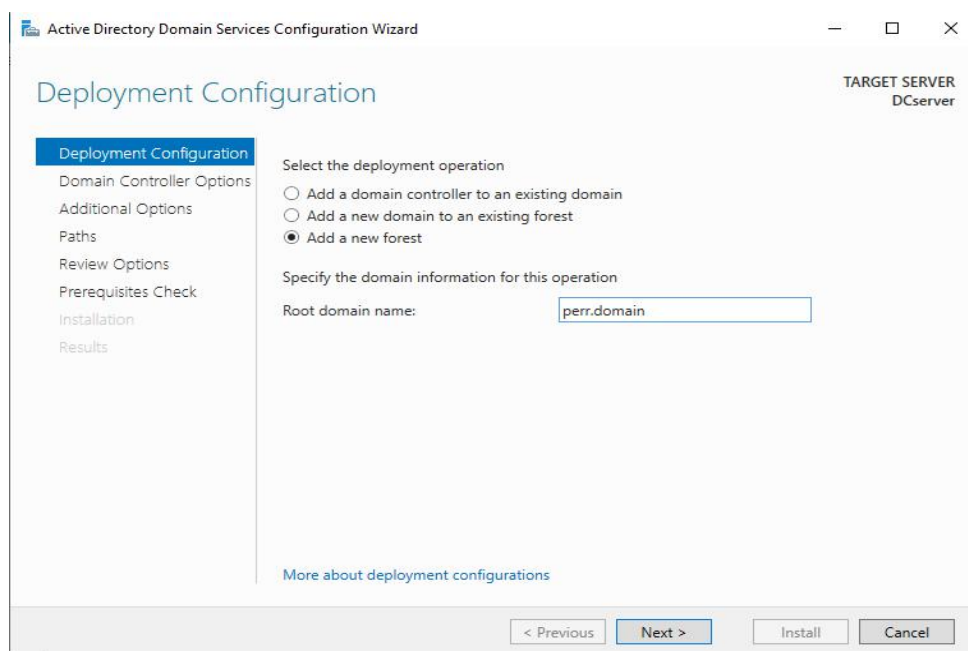 Active Directory Domain Services Configuration Wizard
Deployment Configuration
TARGET SERVER
DCserver
Deployment Configuration
Domain Controller Options
Additional Options
Paths
Review Options
Prerequisites Check
Installation
Results
Select the deployment operation
Add a domain controller to an existing domain
Add a new domain to an existing forest
Add a new forest
Specify the domain information for this operation
Root domain name: perr.domain
More about deployment configurations
< Previous Next > Install Cancel